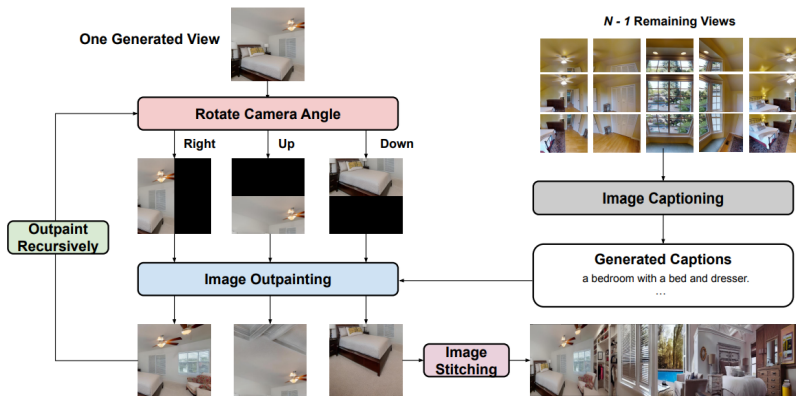 One Generated View
N - 1 Remaining Views
Rotate Camera Angle
Right
Up
Down
Outpaint
Recursively
Image Captioning
Image Outpainting
Generated Captions
a bedroom with a bed and dresser.
...
Image
Stitching